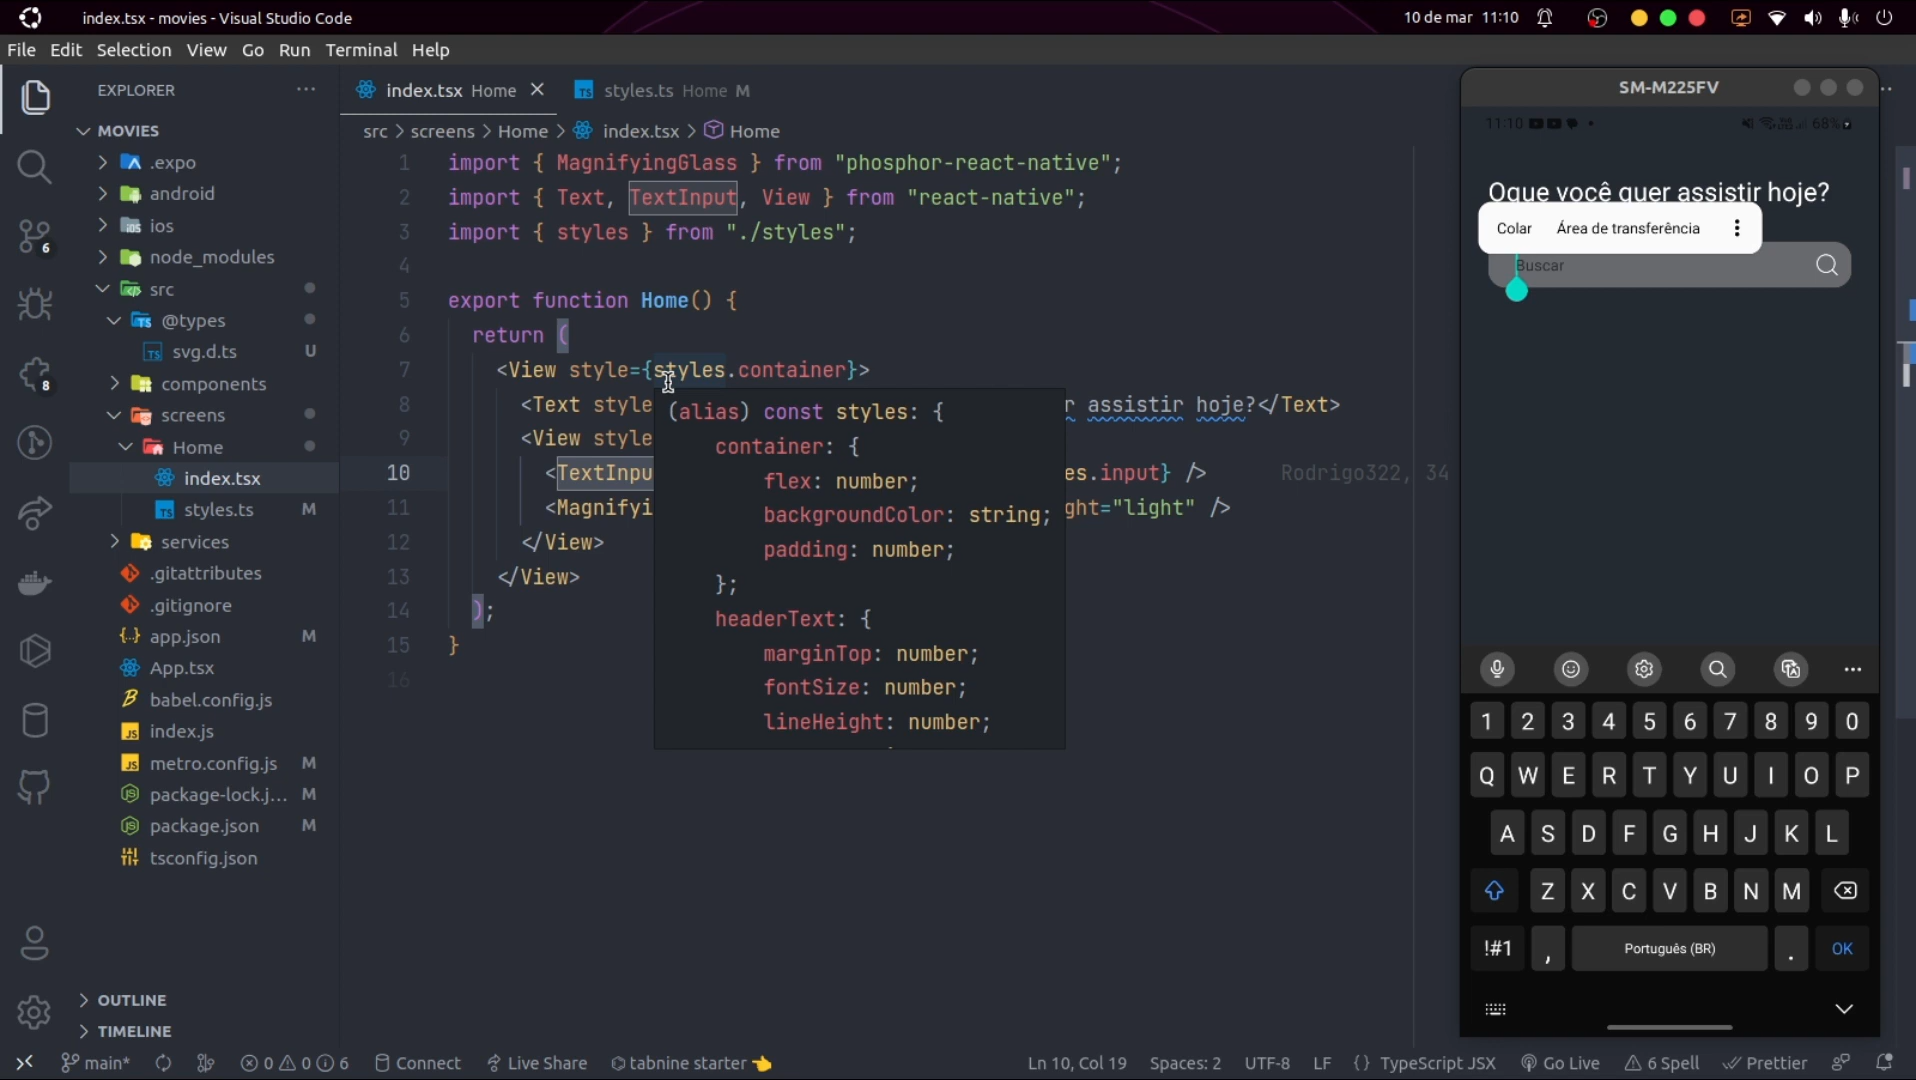 index.tsx - movies - Visual Studio Code
10 de mar 11:10
File Edit Selection View Go Run Terminal Help
EXPLORER
MOVIES
.expo
android
ios
node_modules
src
@types
svg.d.ts U
components
screens
Home
index.tsx
styles.ts M
services
.gitattributes
.gitignore
app.json M
App.tsx
babel.config.js
index.js
metro.config.js M
package-lock.j... M
package.json M
tsconfig.json
OUTLINE
TIMELINE
6
8
index.tsx Home
styles.ts Home M
src > screens > Home > index.tsx > Home
1 import { MagnifyingGlass } from "phosphor-react-native";
2 import { Text, TextInput, View } from "react-native";
3 import { styles } from "./styles";
4
5 export function Home() {
6 return (
7 <View style={styles.container}>
8 <Text style r assistir hoje?</Text>
9 <View style
10 <TextInpu es.input} /> Rodrigo322, 34
11 <Magnifyi ght="light" />
12 </View>
13 </View>
14 );
15 }
16
(alias) const styles: {
container: {
flex: number;
backgroundColor: string;
padding: number;
};
headerText: {
marginTop: number;
fontSize: number;
lineHeight: number;
SM-M225FV
11:10 68%
Oque você quer assistir hoje?
Colar Área de transferência
Buscar
1 2 3 4 5 6 7 8 9 0
Q W E R T Y U I O P
A S D F G H J K L
Z X C V B N M
!#1 , Português (BR) . OK
main* 0 0 6 Connect Live Share tabnine starter Ln 10, Col 19 Spaces: 2 UTF-8 LF {} TypeScript JSX Go Live 6 Spell Prettier